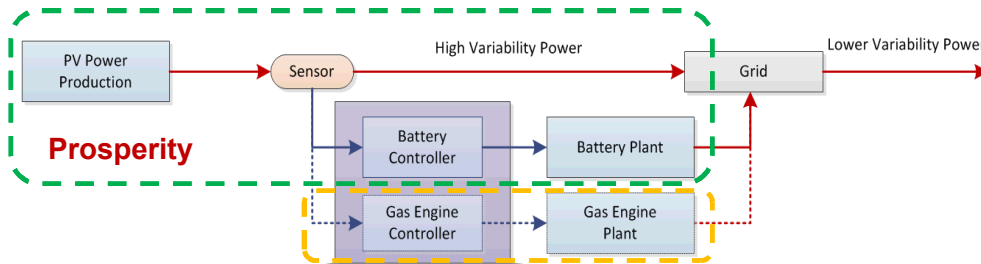 High Variability Power
Lower Variability Power
PV Power
Production
Sensor
Grid
Prosperity
Battery
Controller
Battery Plant
Gas Engine
Controller
Gas Engine
Plant